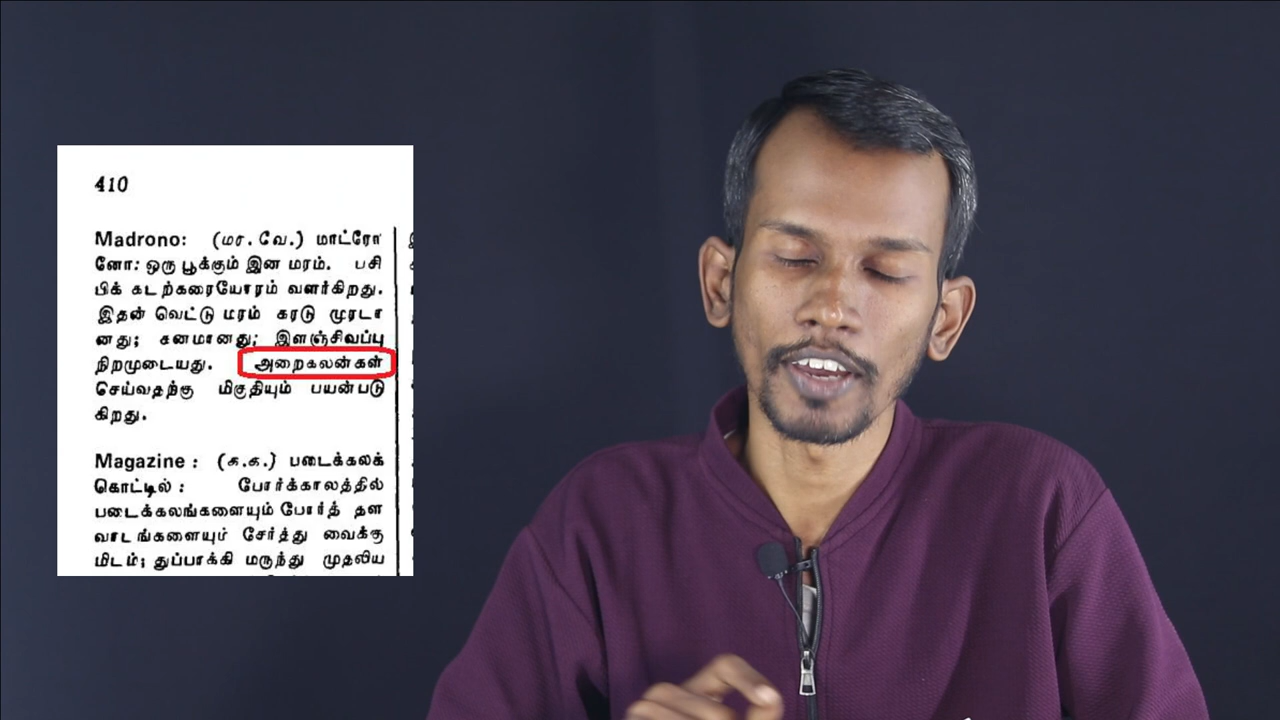 410
Madrono: (மர. வே.) மாட்ரோ
னோ: ஒரு பூக்கும் இன மரம். பசி
பிக் கடற்கரையோரம் வளர்கிறது.
இதன் வெட்டு மரம் கரடு முரடா
னது; கனமானது; இளஞ்சிவப்பு
நிறமுடையது. அறைகலன்கள்
செய்வதற்கு மிகுதியும் பயன்படு
கிறது.
Magazine : (க.க.) படைக்கலக்
கொட்டில் : போர்க்காலத்தில்
படைக்கலங்களையும் போர்த் தள
வாடங்களையும் சேர்த்து வைக்கு
மிடம்; துப்பாக்கி மருந்து முதலிய